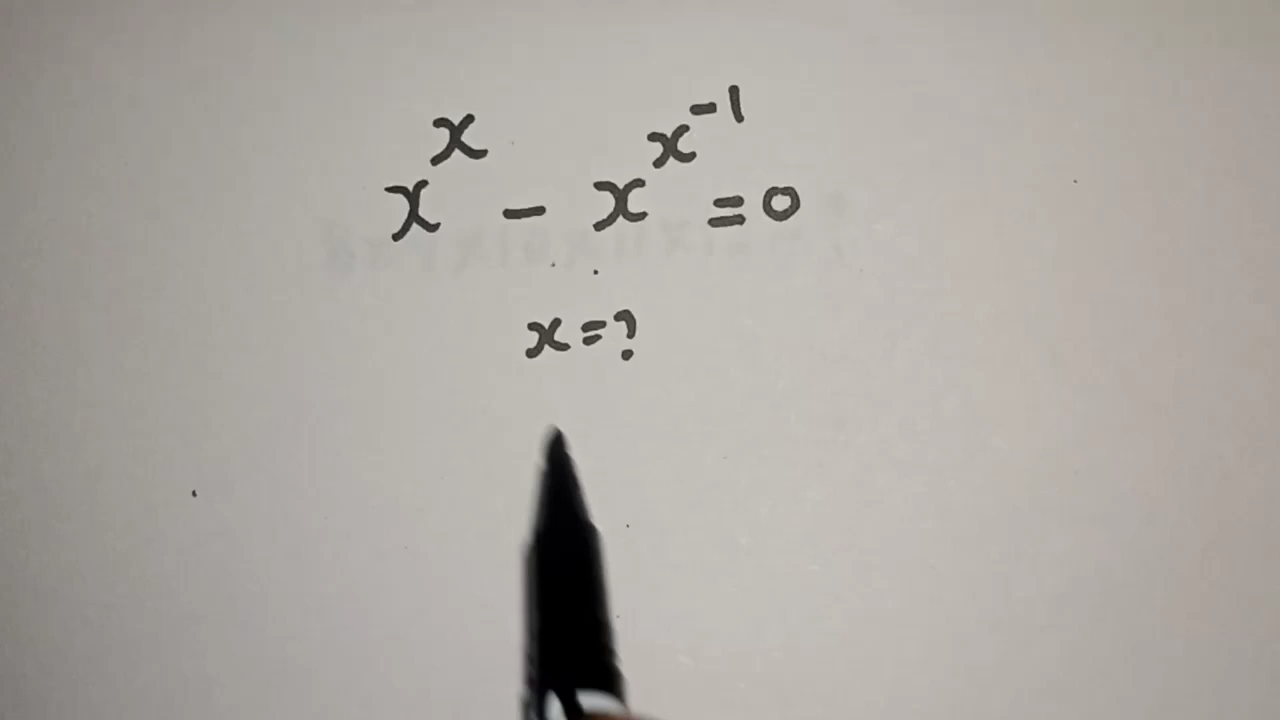 x^x - x^{x^{-1}} = 0
x = ?